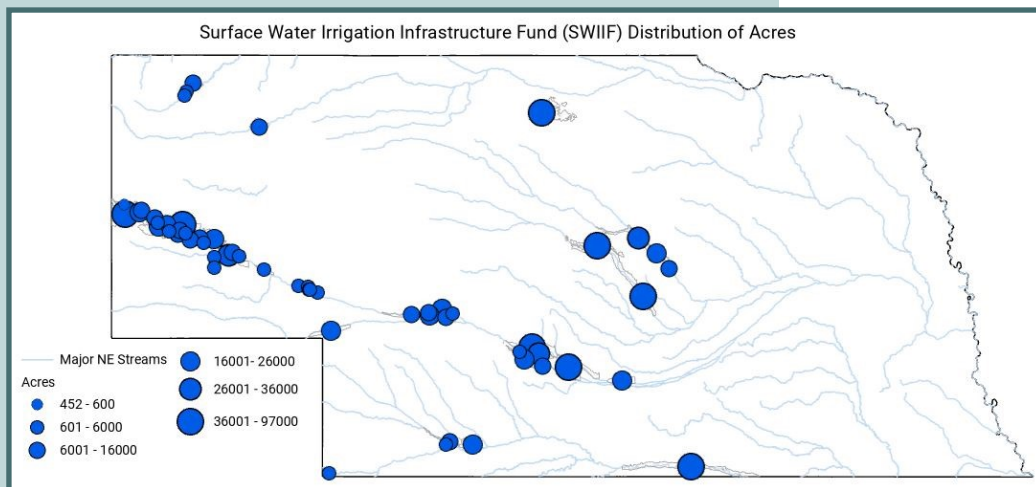 Surface Water Irrigation Infrastructure Fund (SWIIF) Distribution of Acres
Major NE Streams
Acres
452 - 600
601 - 6000
6001 - 16000
16001 - 26000
26001 - 36000
36001 - 97000